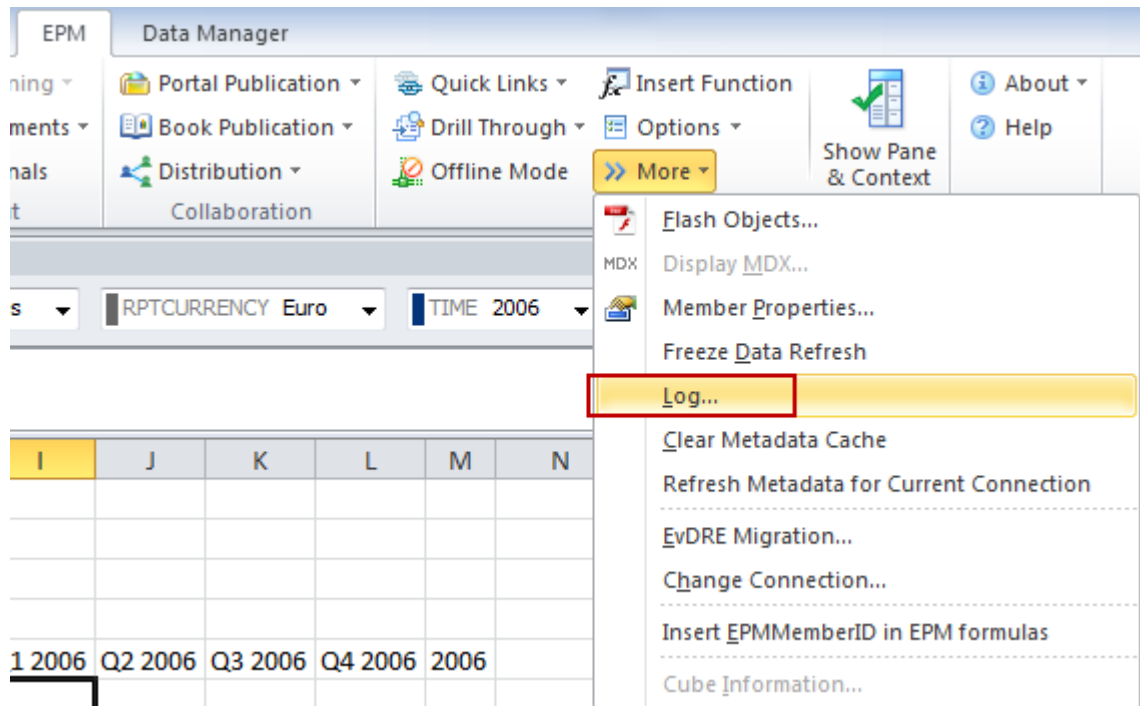 EPM Data Manager
ning Portal Publication Quick Links Insert Function About
ments Book Publication Drill Through Options Help
nals Distribution Offline Mode More Show Pane & Context
t Collaboration
Flash Objects...
MDX Display MDX...
s RPTCURRENCY Euro TIME 2006
Member Properties...
Freeze Data Refresh
Log...
Clear Metadata Cache
I J K L M N
Refresh Metadata for Current Connection
EvDRE Migration...
Change Connection...
Insert EPMMemberID in EPM formulas
1 2006 Q2 2006 Q3 2006 Q4 2006 2006
Cube Information...